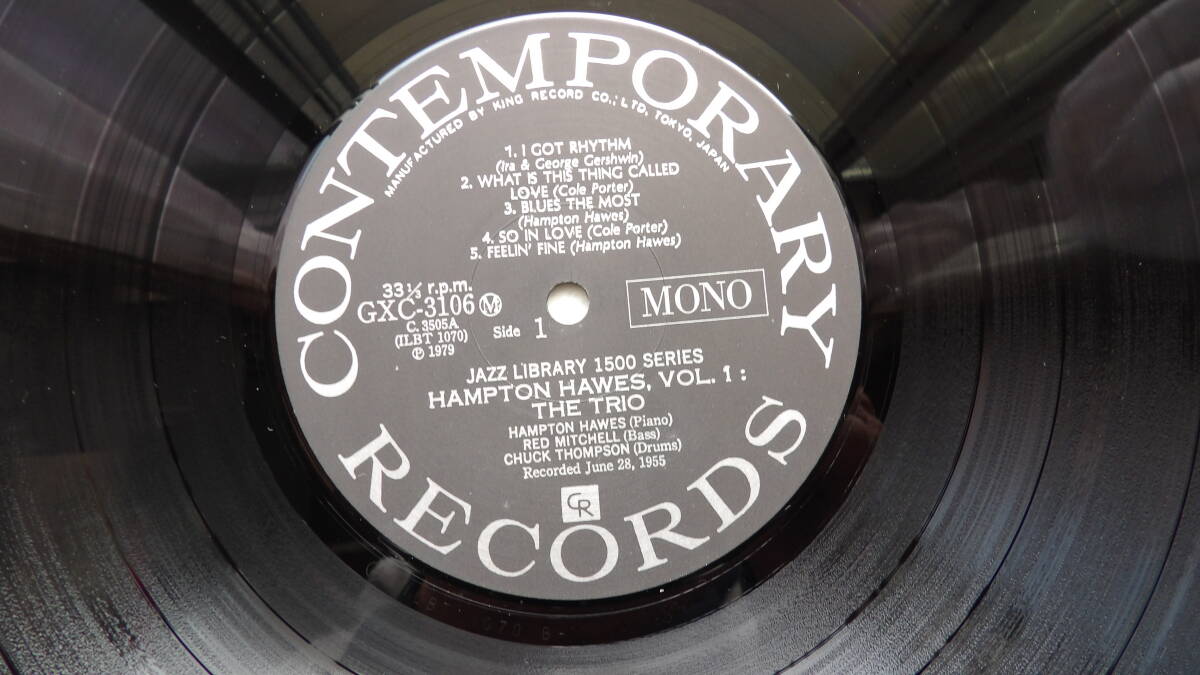 CONTEMPORARY
MANUFACTURED BY KING RECORD CO., LTD. TOKYO, JAPAN
1. I GOT RHYTHM
(Ira & George Gershwin)
2. WHAT IS THIS THING CALLED
LOVE (Cole Porter)
3. BLUES THE MOST
(Hampton Hawes)
4. SO IN LOVE (Cole Porter)
5. FEELIN' FINE (Hampton Hawes)
33 1/3 r.p.m.
GXC-3106 M
C. 3505A
(ILBT 1070)
Ⓟ 1979
Side 1
MONO
JAZZ LIBRARY 1500 SERIES
HAMPTON HAWES, VOL. 1:
THE TRIO
HAMPTON HAWES (Piano)
RED MITCHELL (Bass)
CHUCK THOMPSON (Drums)
Recorded June 28, 1955
CR
RECORDS